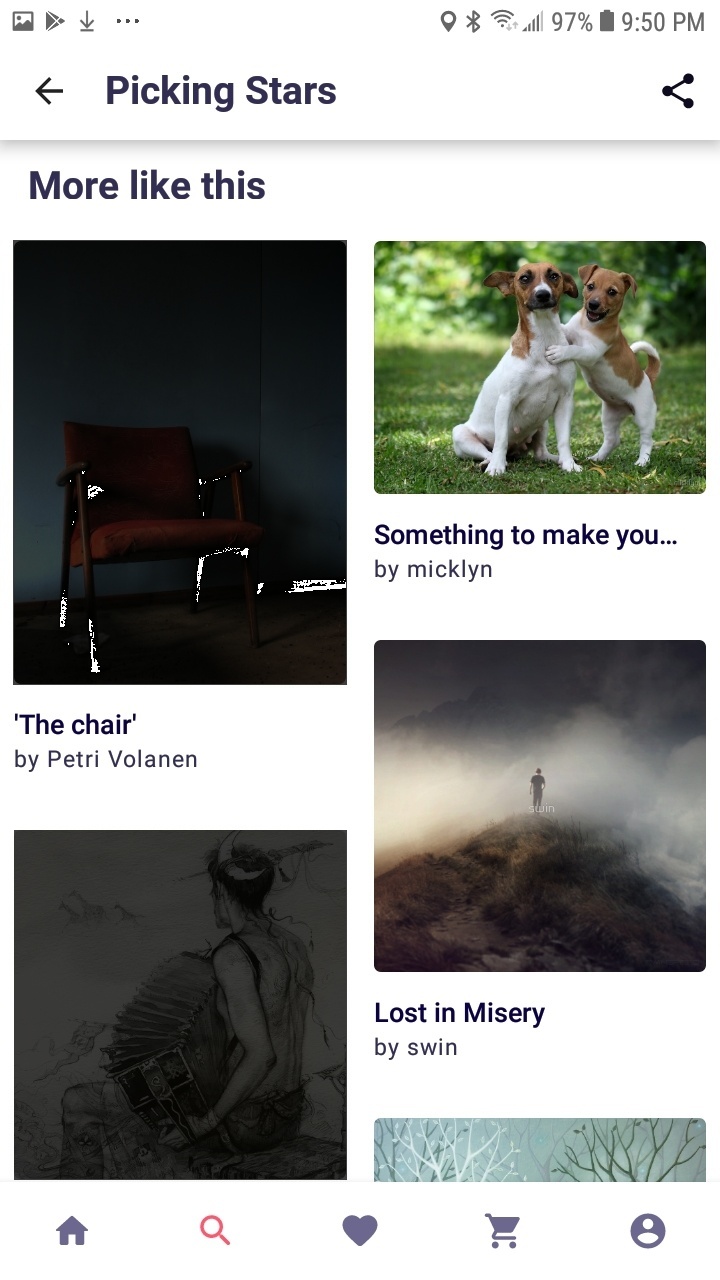 97% 9:50 PM
Picking Stars
More like this
'The chair'
by Petri Volanen
Something to make you...
by micklyn
swin
Lost in Misery
by swin